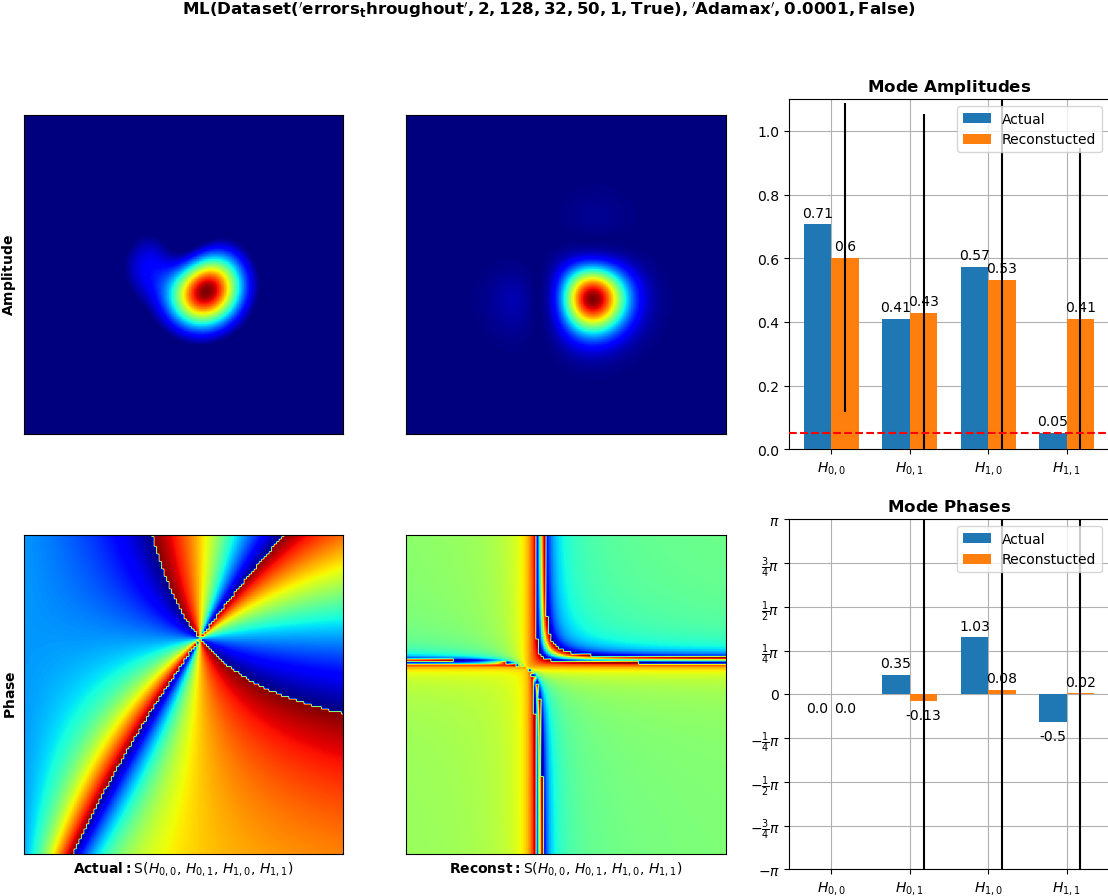 ML(Dataset('errors_throughout', 2, 128, 32, 50, 1, True), 'Adamax', 0.0001, False)
Amplitude
Mode Amplitudes
Actual
Reconstucted
1.0
0.8
0.6
0.4
0.2
0.0
0.71
0.6
0.41
0.43
0.57
0.53
0.05
0.41
H0,0
H0,1
H1,0
H1,1
Phase
Actual: S(H0,0, H0,1, H1,0, H1,1)
Reconst: S(H0,0, H0,1, H1,0, H1,1)
Mode Phases
Actual
Reconstucted
π
3/4π
1/2π
1/4π
0
−1/4π
−1/2π
−3/4π
−π
0.0
0.0
0.35
-0.13
1.03
0.08
-0.5
0.02
H0,0
H0,1
H1,0
H1,1